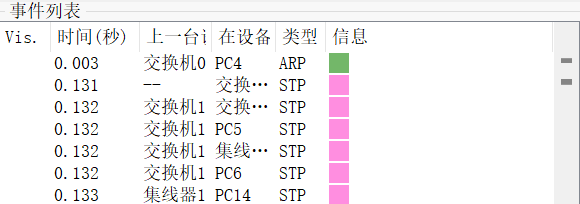 事件列表
Vis. 时间(秒) 上一台设 在设备 类型 信息
0.003 交换机0 PC4 ARP
0.131 -- 交换… STP
0.132 交换机1 交换… STP
0.132 交换机1 PC5 STP
0.132 交换机1 集线… STP
0.132 交换机1 PC6 STP
0.133 集线器1 PC14 STP